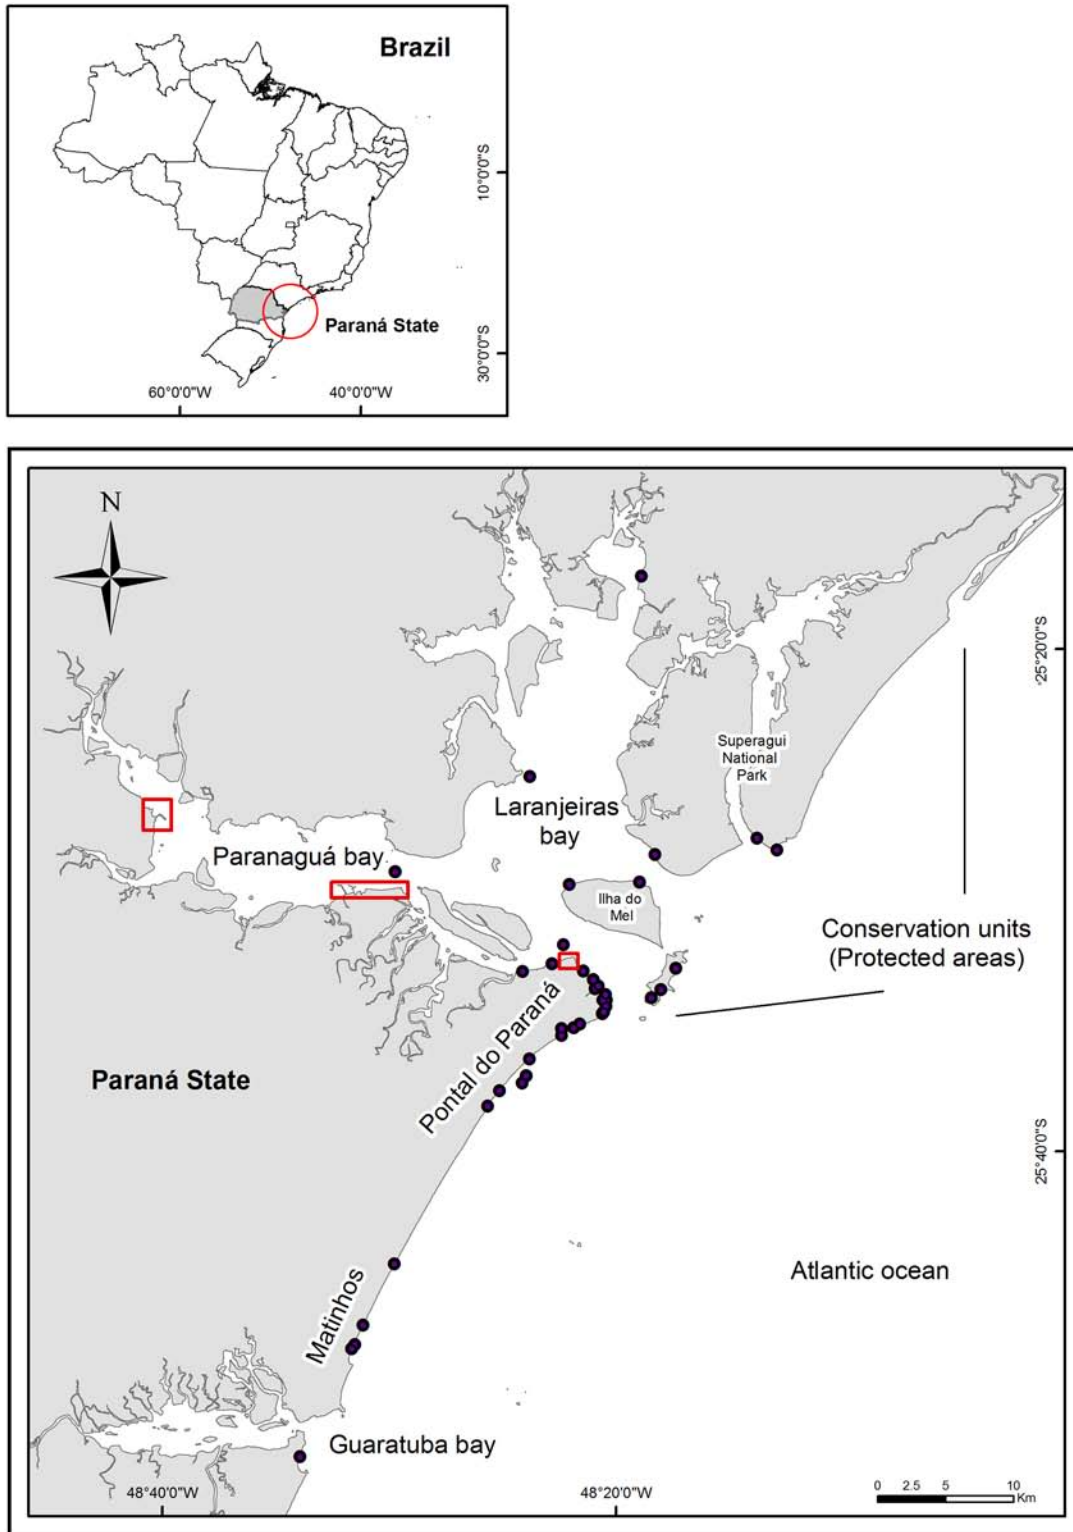 Brazil
10°0'0"S
Paraná State
30°0'0"S
60°0'0"W
40°0'0"W
N
25°20'0"S
Superagui
National
Park
Laranjeiras
bay
Paranaguá bay
Ilha do
Mel
Conservation units
(Protected areas)
Pontal do Paraná
Paraná State
25°40'0"S
Atlantic ocean
Matinhos
Guaratuba bay
48°40'0"W
48°20'0"W
0 2.5 5 10
Km